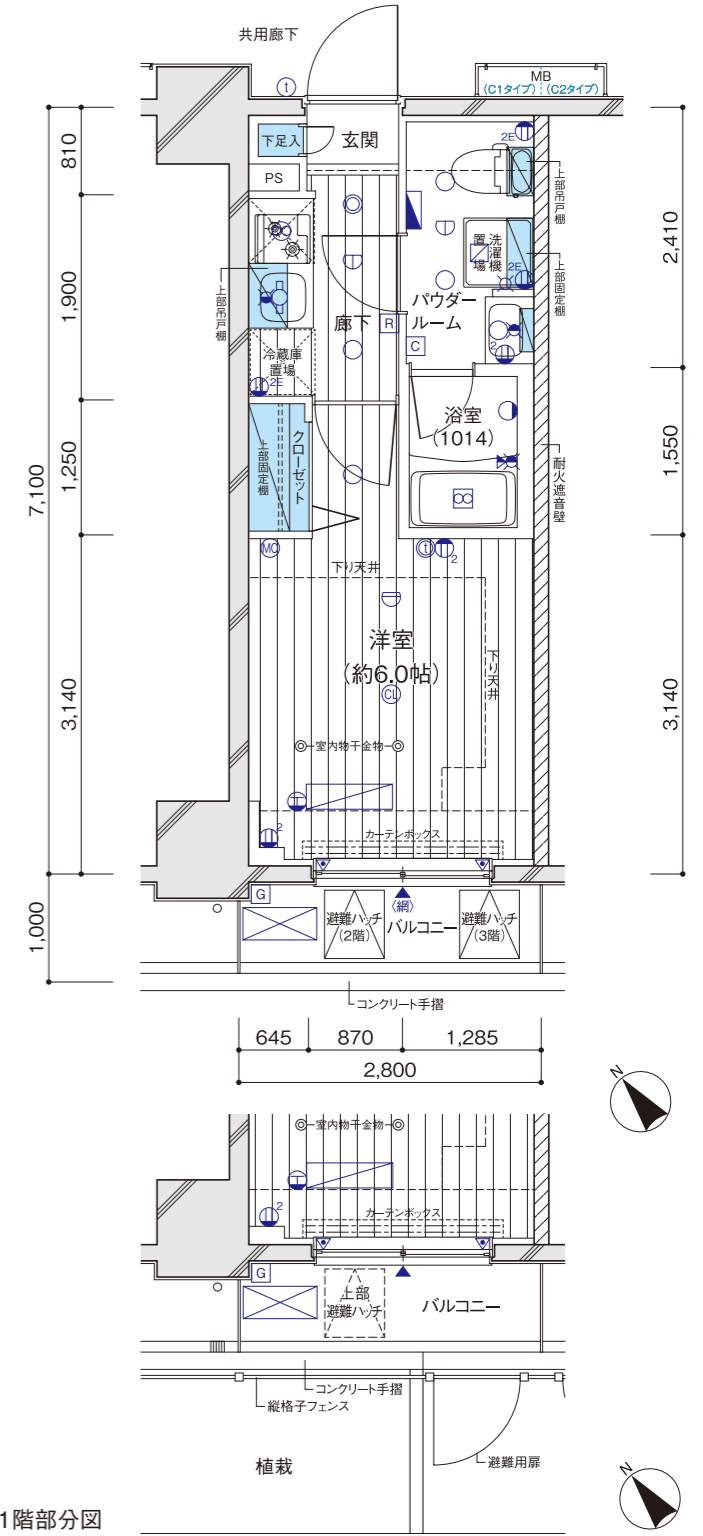 共用廊下
MB
(C1タイプ) (C2タイプ)
t
下足入
玄関
2E
PS
上部吊戸棚
810
2,410
洗濯機
置場
2E
上部固定棚
1,900
上部吊戸棚
廊下
R
パウダー
ルーム
C
2
冷蔵庫
置場
2E
浴室
(1014)
7,100
1,250
上部固定棚
クローゼット
1,550
耐火遮音壁
MO
t
2
下り天井
洋室
(約6.0帖)
下り天井
CL
3,140
3,140
室内物干金物
2
カーテンボックス
G
〈網〉
避難ハッチ
(2階)
バルコニー
避難ハッチ
(3階)
1,000
コンクリート手摺
645
870
1,285
2,800
N
室内物干金物
2
カーテンボックス
G
上部
避難ハッチ
バルコニー
コンクリート手摺
縦格子フェンス
植栽
避難用扉
N
1階部分図